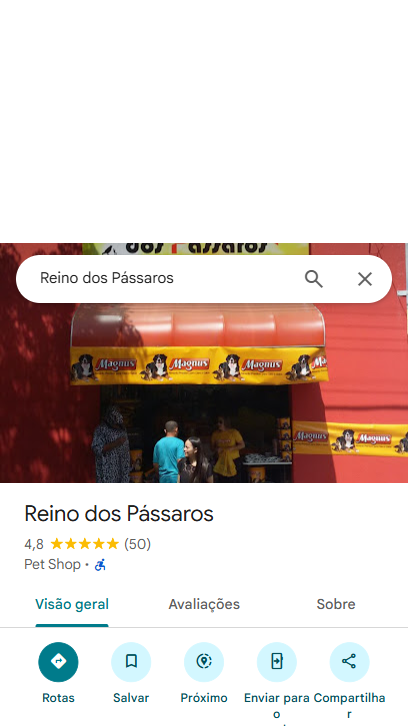 dos Pássaros
Reino dos Pássaros
Magnus Magnus Magnus
Magnus Magnus
Reino dos Pássaros
4,8 (50)
Pet Shop ·
Visão geral Avaliações Sobre
Rotas Salvar Próximo Enviar para o Compartilhar